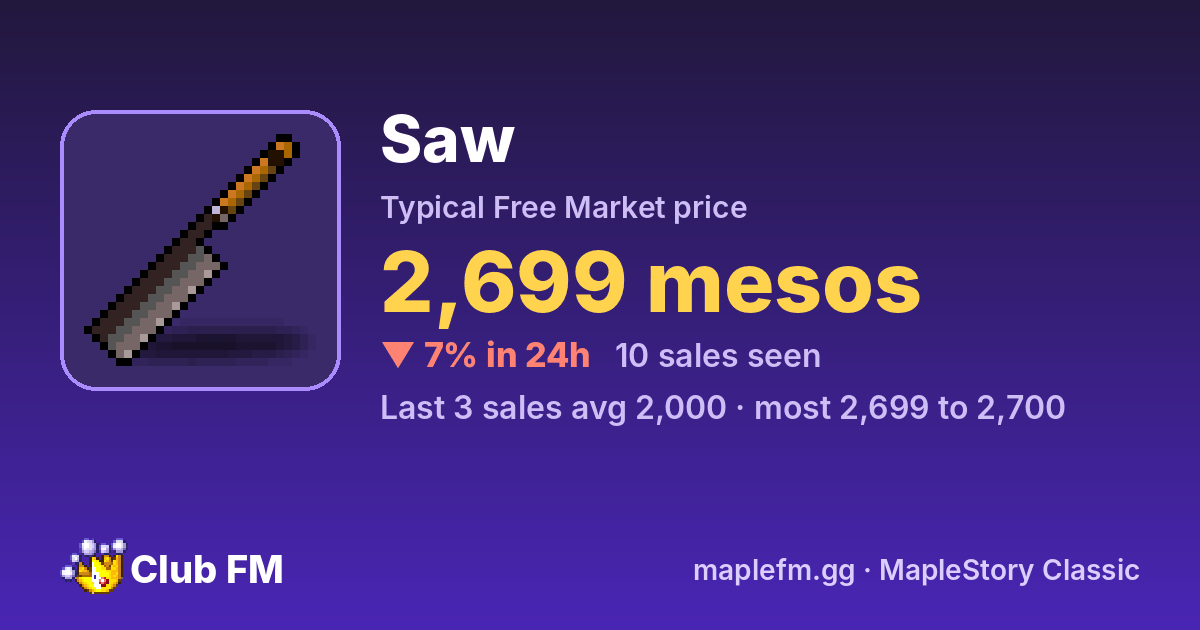 Saw
Typical Free Market price
2,699 mesos
▼ 7% in 24h 10 sales seen
Last 3 sales avg 2,000 · most 2,699 to 2,700
Club FM
maplefm.gg · MapleStory Classic